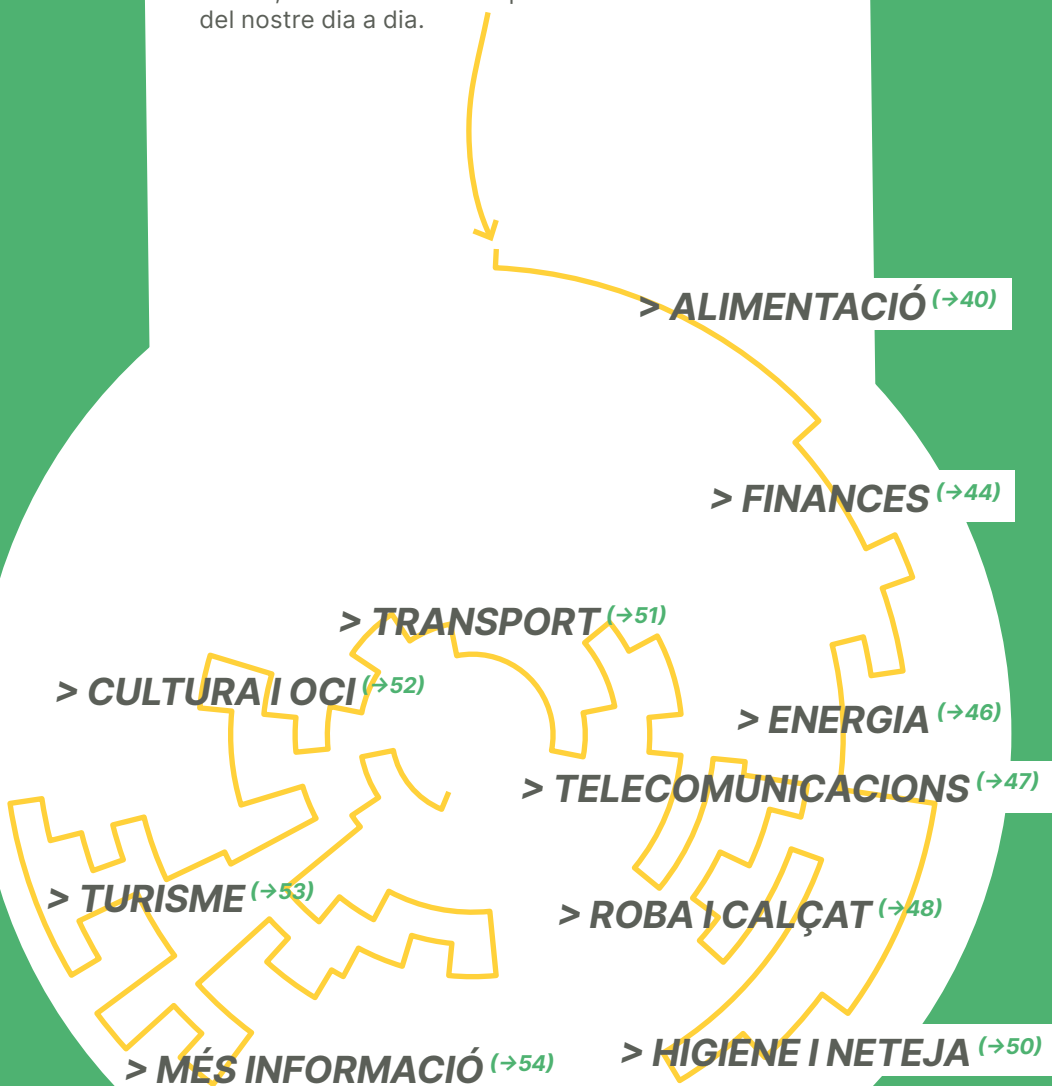 del nostre dia a dia.
> ALIMENTACIÓ (→40)
> FINANCES (→44)
> TRANSPORT (→51)
> CULTURA I OCI (→52)
> ENERGIA (→46)
> TELECOMUNICACIONS (→47)
> TURISME (→53)
> ROBA I CALÇAT (→48)
> HIGIENE I NETEJA (→50)
> MÉS INFORMACIÓ (→54)